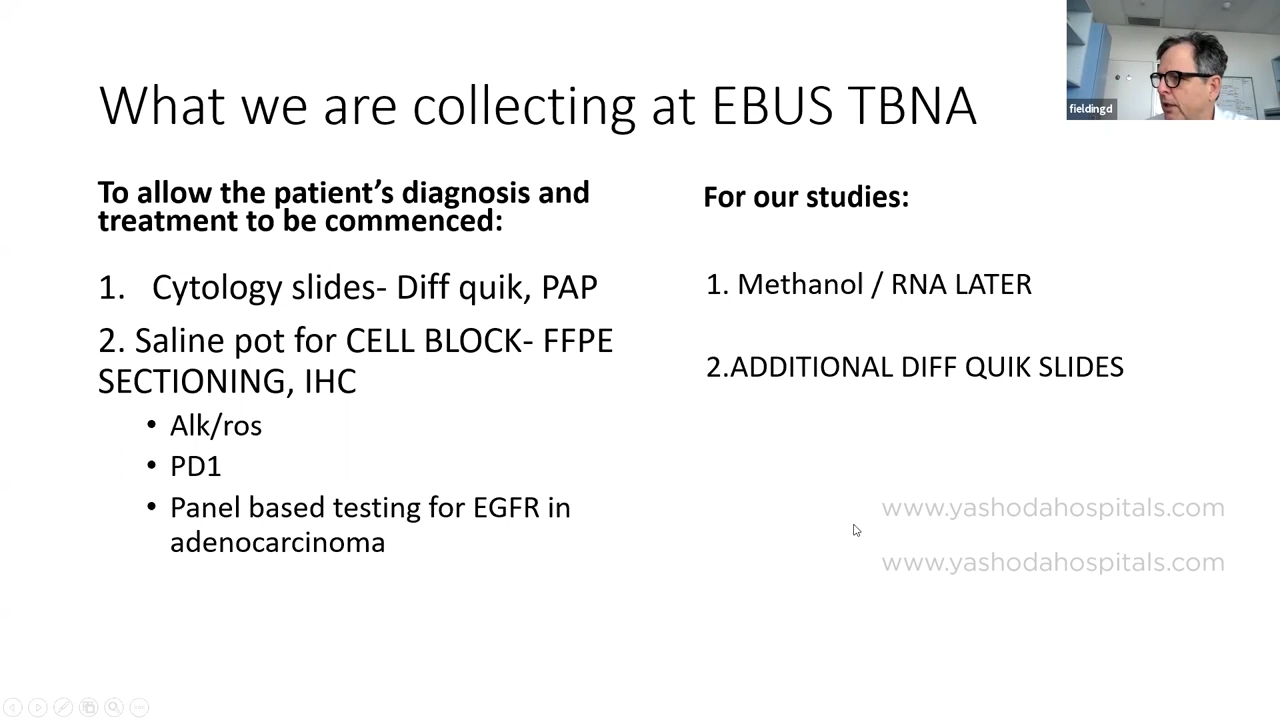 What we are collecting at EBUS TBNA
fieldingd
To allow the patient’s diagnosis and
treatment to be commenced:
1. Cytology slides- Diff quik, PAP
2. Saline pot for CELL BLOCK- FFPE
SECTIONING, IHC
• Alk/ros
• PD1
• Panel based testing for EGFR in
adenocarcinoma
For our studies:
1. Methanol / RNA LATER
2.ADDITIONAL DIFF QUIK SLIDES
www.yashodahospitals.com
www.yashodahospitals.com